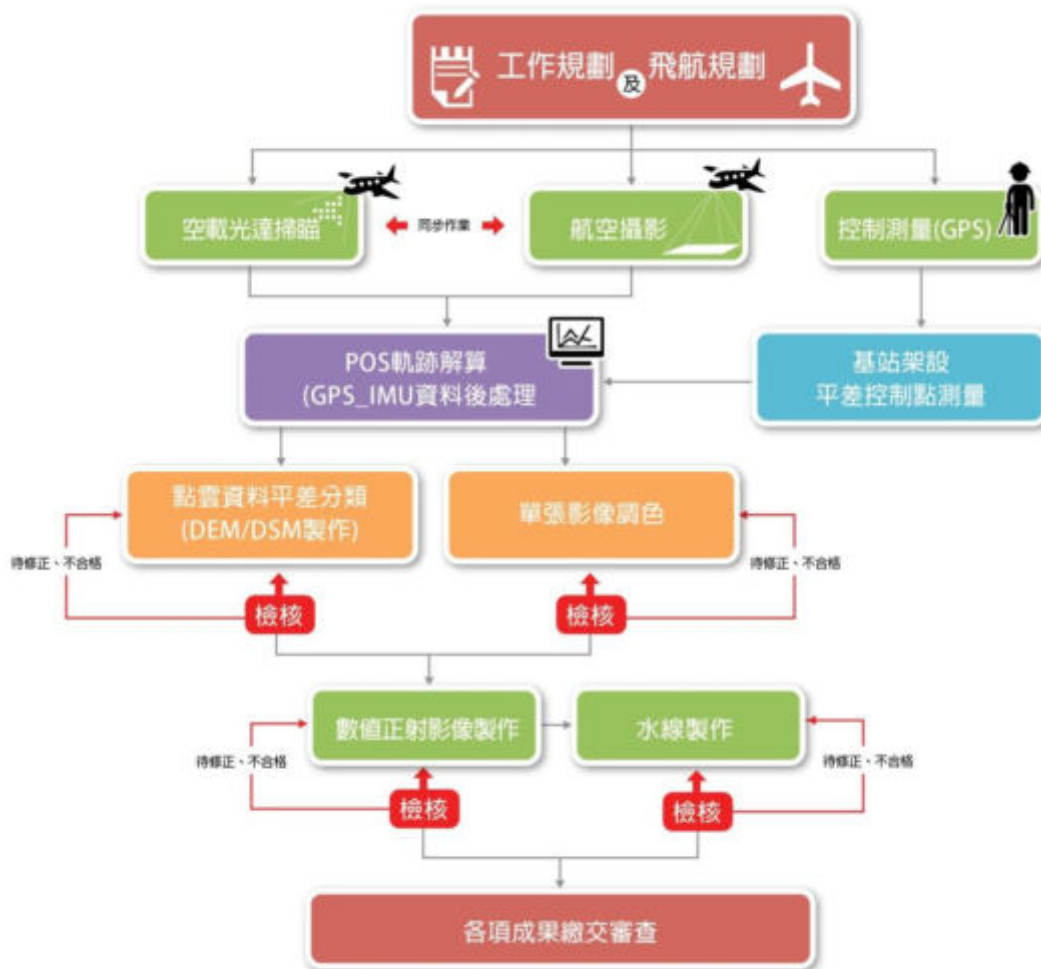 工作規劃及飛航規劃
空載光達掃瞄
同步作業
航空攝影
控制測量(GPS)
POS軌跡解算
(GPS_IMU資料後處理
基站架設
平差控制點測量
點雲資料平差分類
(DEM/DSM製作)
單張影像調色
待修正、不合格
待修正、不合格
檢核
檢核
數值正射影像製作
水線製作
待修正、不合格
待修正、不合格
檢核
檢核
各項成果繳交審查